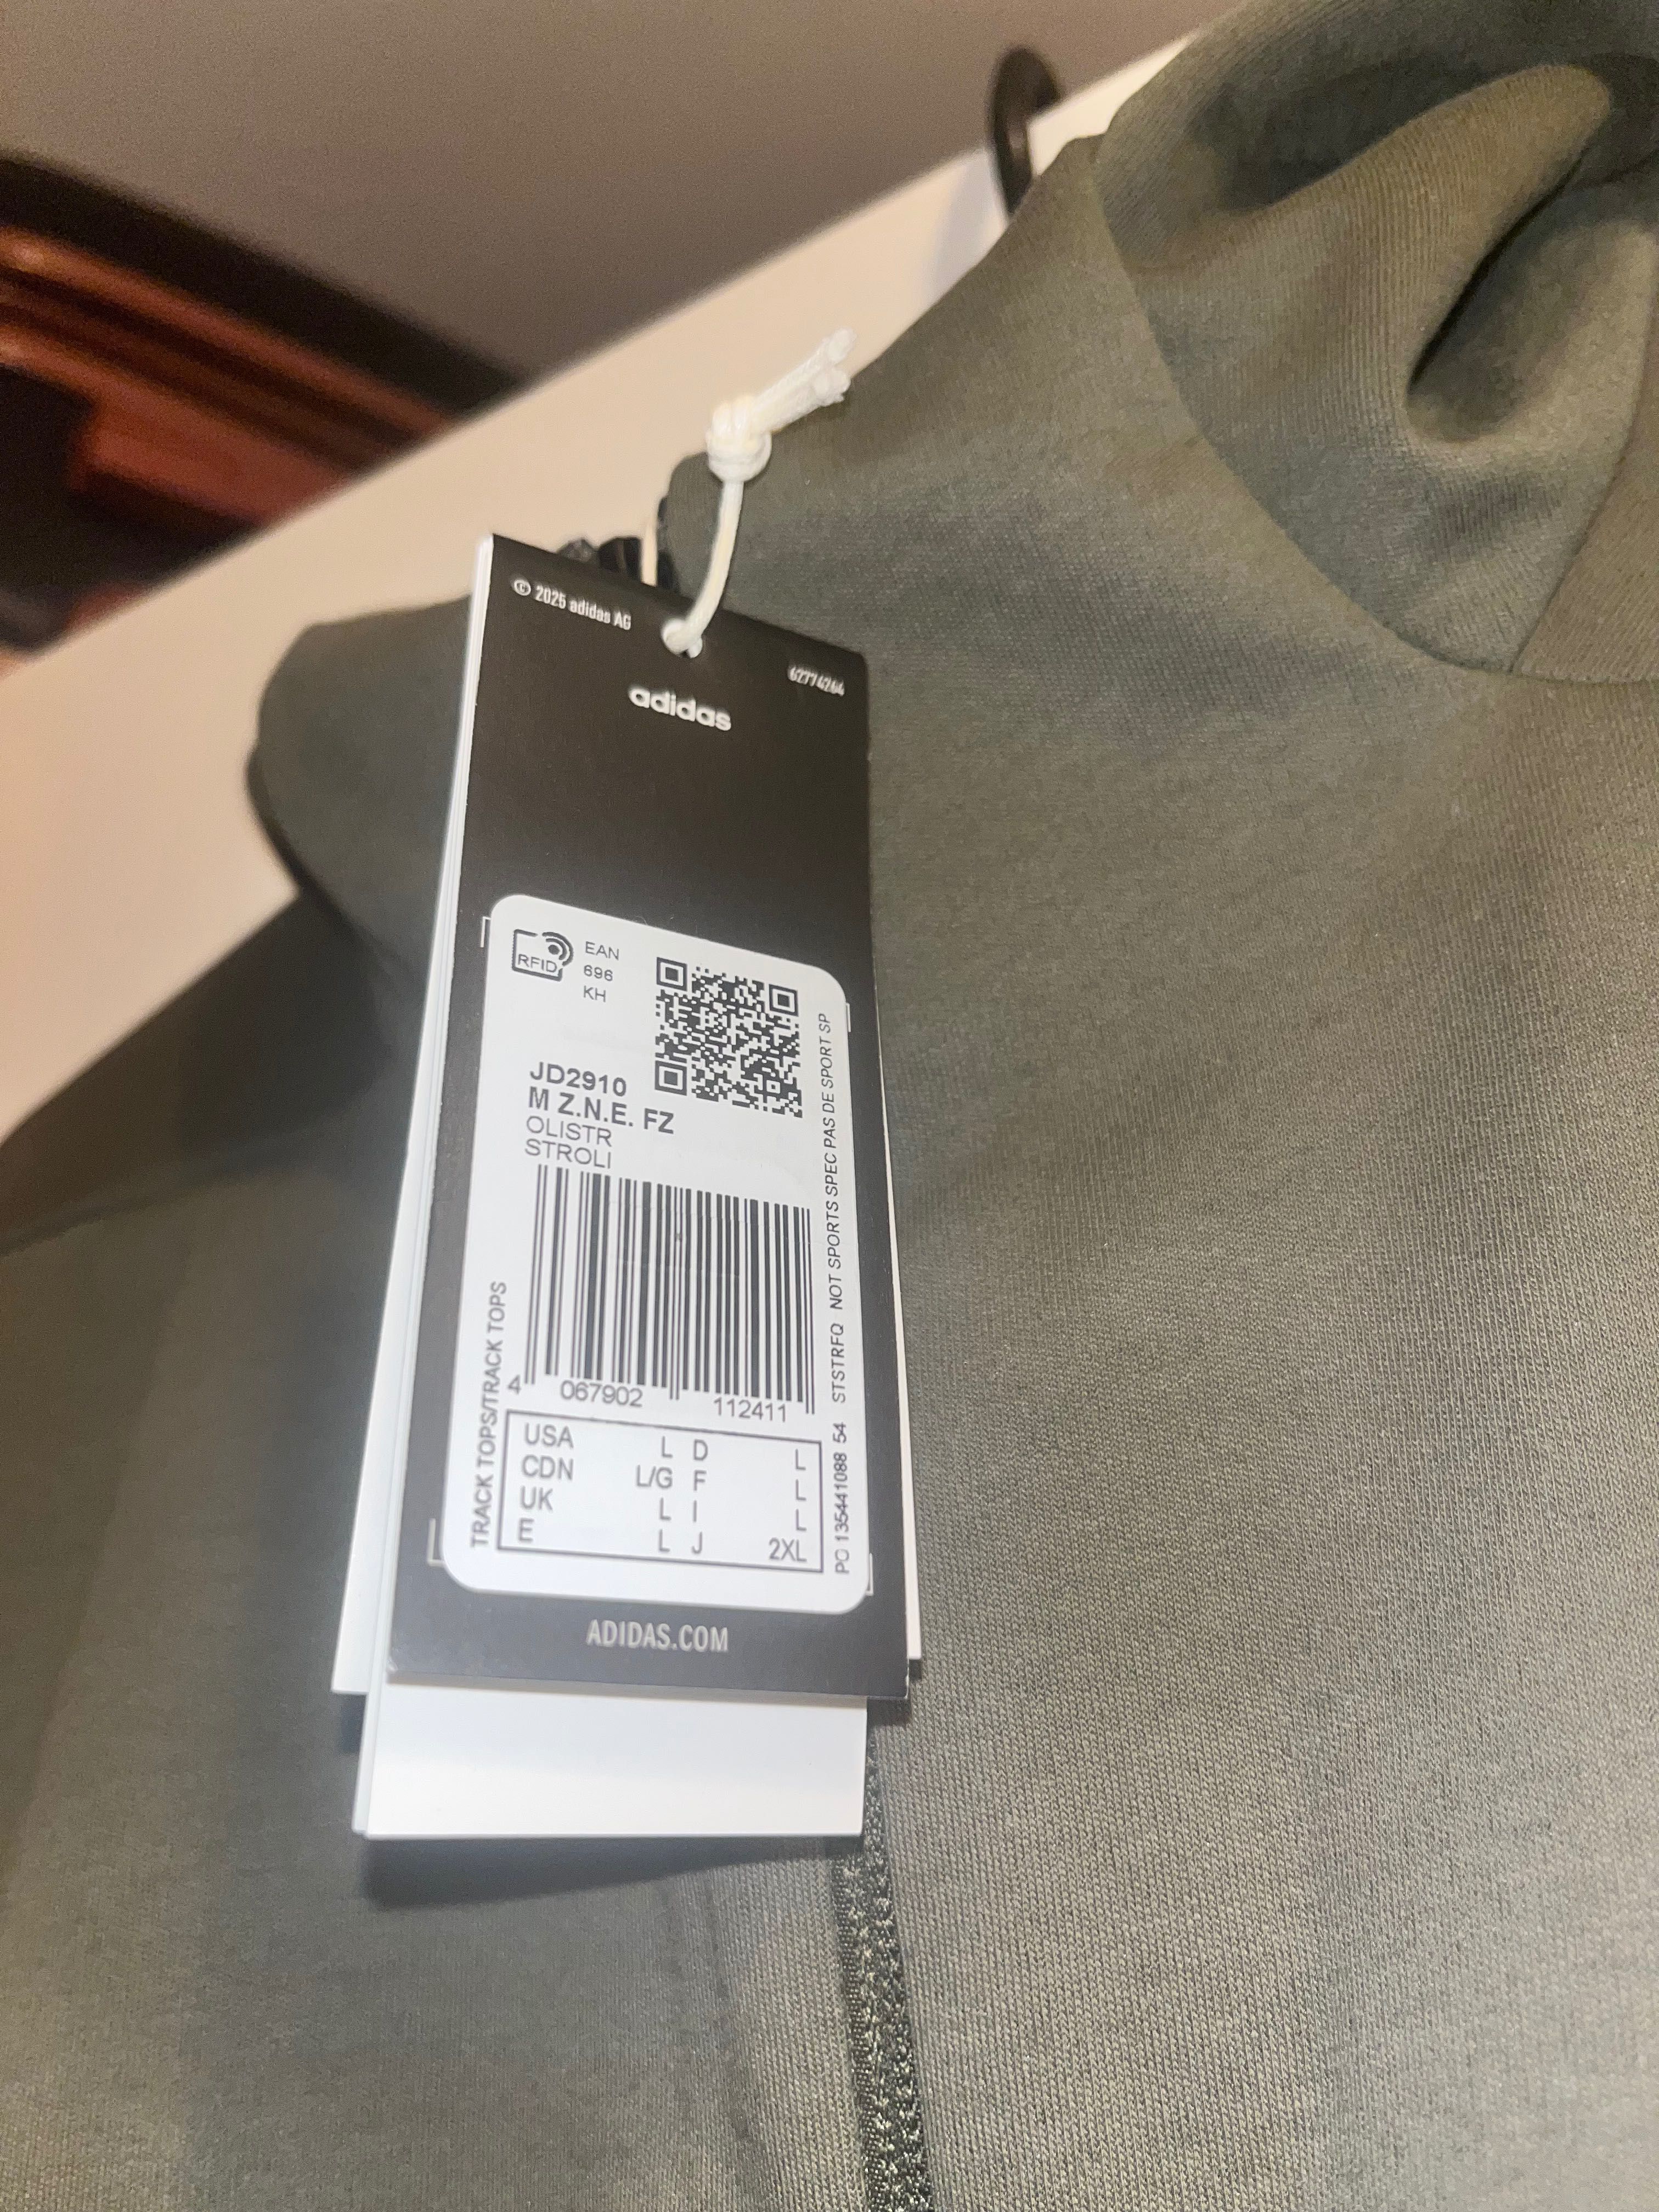 © 2025 adidas AG
62774264
adidas
RFID
EAN
696
KH
JD2910
M Z.N.E. FZ
OLISTR
STROLI
4 067902 112411
TRACK TOPS/TRACK TOPS
PO 135441088 54 STSTRFQ NOT SPORTS SPEC PAS DE SPORT SP
USA L D L
CDN L/G F L
UK L I L
E L J 2XL
ADIDAS.COM